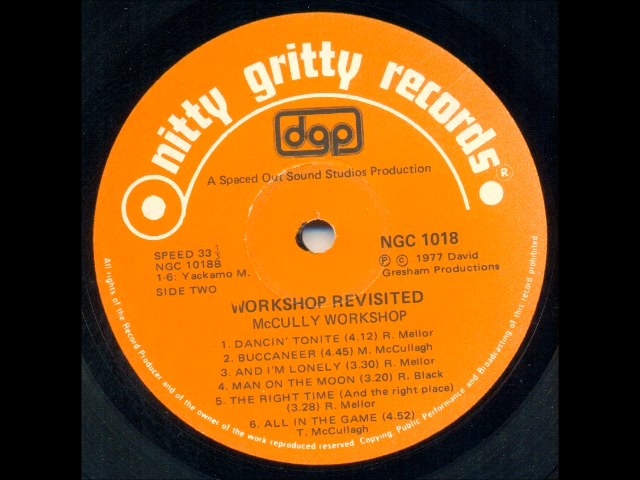 nitty gritty records®
dgp
A Spaced Out Sound Studios Production
SPEED 33 1/3
NGC 1018B
1-6: Yackamo M.
SIDE TWO
NGC 1018
Ⓟ © 1977 David
Gresham Productions
WORKSHOP REVISITED
McCULLY WORKSHOP
1. DANCIN' TONITE (4.12) R. Mellor
2. BUCCANEER (4.45) M. McCullagh
3. AND I'M LONELY (3.30) R. Mellor
4. MAN ON THE MOON (3.20) R. Black
5. THE RIGHT TIME (And the right place)
(3.28) R. Mellor
6. ALL IN THE GAME (4.52)
T. McCullagh
All rights of the Record Producer and of the owner of the work reproduced reserved. Copying, Public Performance and Broadcasting of this record prohibited.